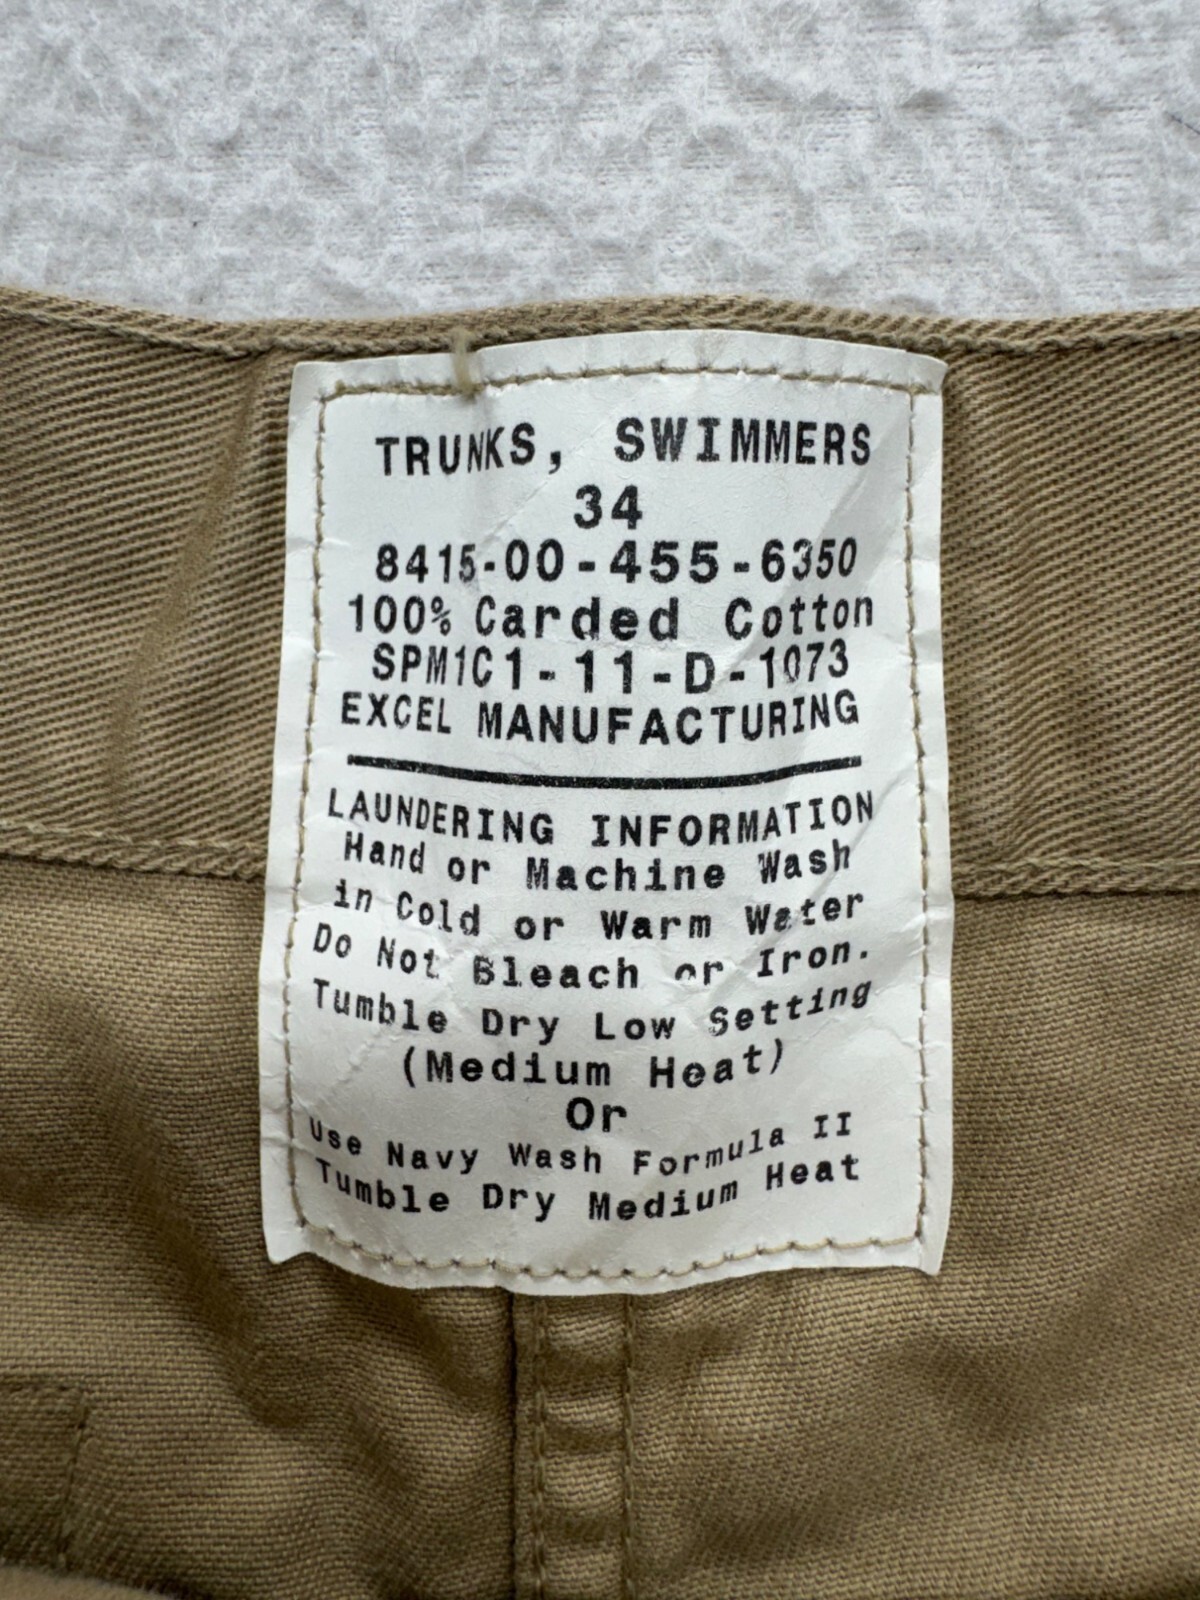 TRUNKS, SWIMMERS
34
8415-00-455-6350
100% Carded Cotton
SPM1C1-11-D-1073
EXCEL MANUFACTURING
LAUNDERING INFORMATION
Hand or Machine Wash
in Cold or Warm Water
Do Not Bleach or Iron.
Tumble Dry Low Setting
(Medium Heat)
Or
Use Navy Wash Formula II
Tumble Dry Medium Heat